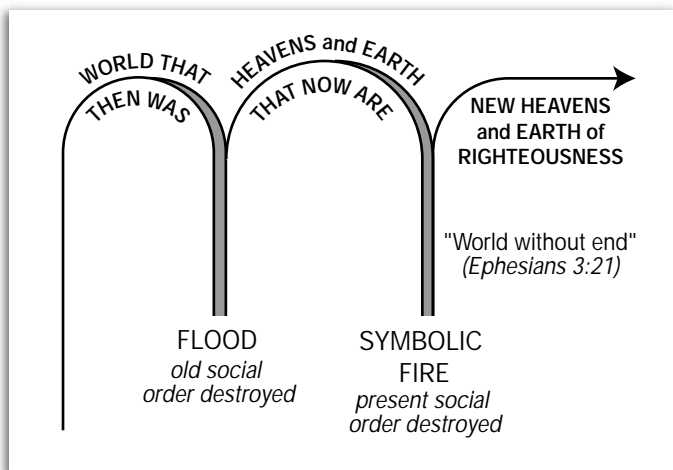 WORLD THAT
THEN WAS
HEAVENS and EARTH
THAT NOW ARE
NEW HEAVENS
and EARTH of
RIGHTEOUSNESS
"World without end"
(Ephesians 3:21)
FLOOD
old social
order destroyed
SYMBOLIC
FIRE
present social
order destroyed